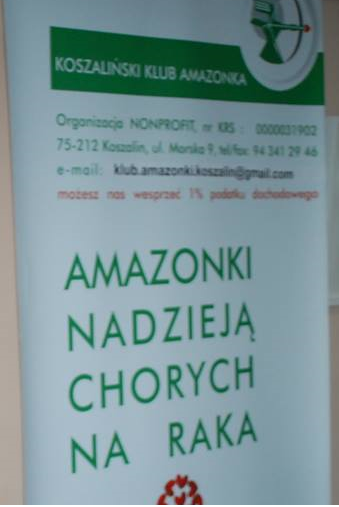 KOSZALIŃSKI KLUB AMAZONKA
Organizacja NONPROFIT, nr KRS : 0000031902
75-212 Koszalin, ul. Morska 9, tel/fax 94 341 29 46
e-mail: klub.amazonki.koszalin@gmail.com
możesz nas wesprzeć 1% podatku dochodowego
AMAZONKI
NADZIEJĄ
CHORYCH
NA RAKA